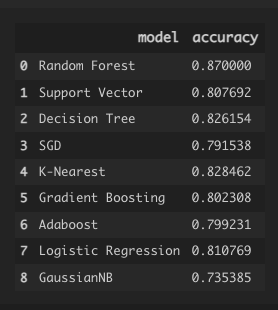 model accuracy
0 Random Forest 0.870000
1 Support Vector 0.807692
2 Decision Tree 0.826154
3 SGD 0.791538
4 K-Nearest 0.828462
5 Gradient Boosting 0.802308
6 Adaboost 0.799231
7 Logistic Regression 0.810769
8 GaussianNB 0.735385